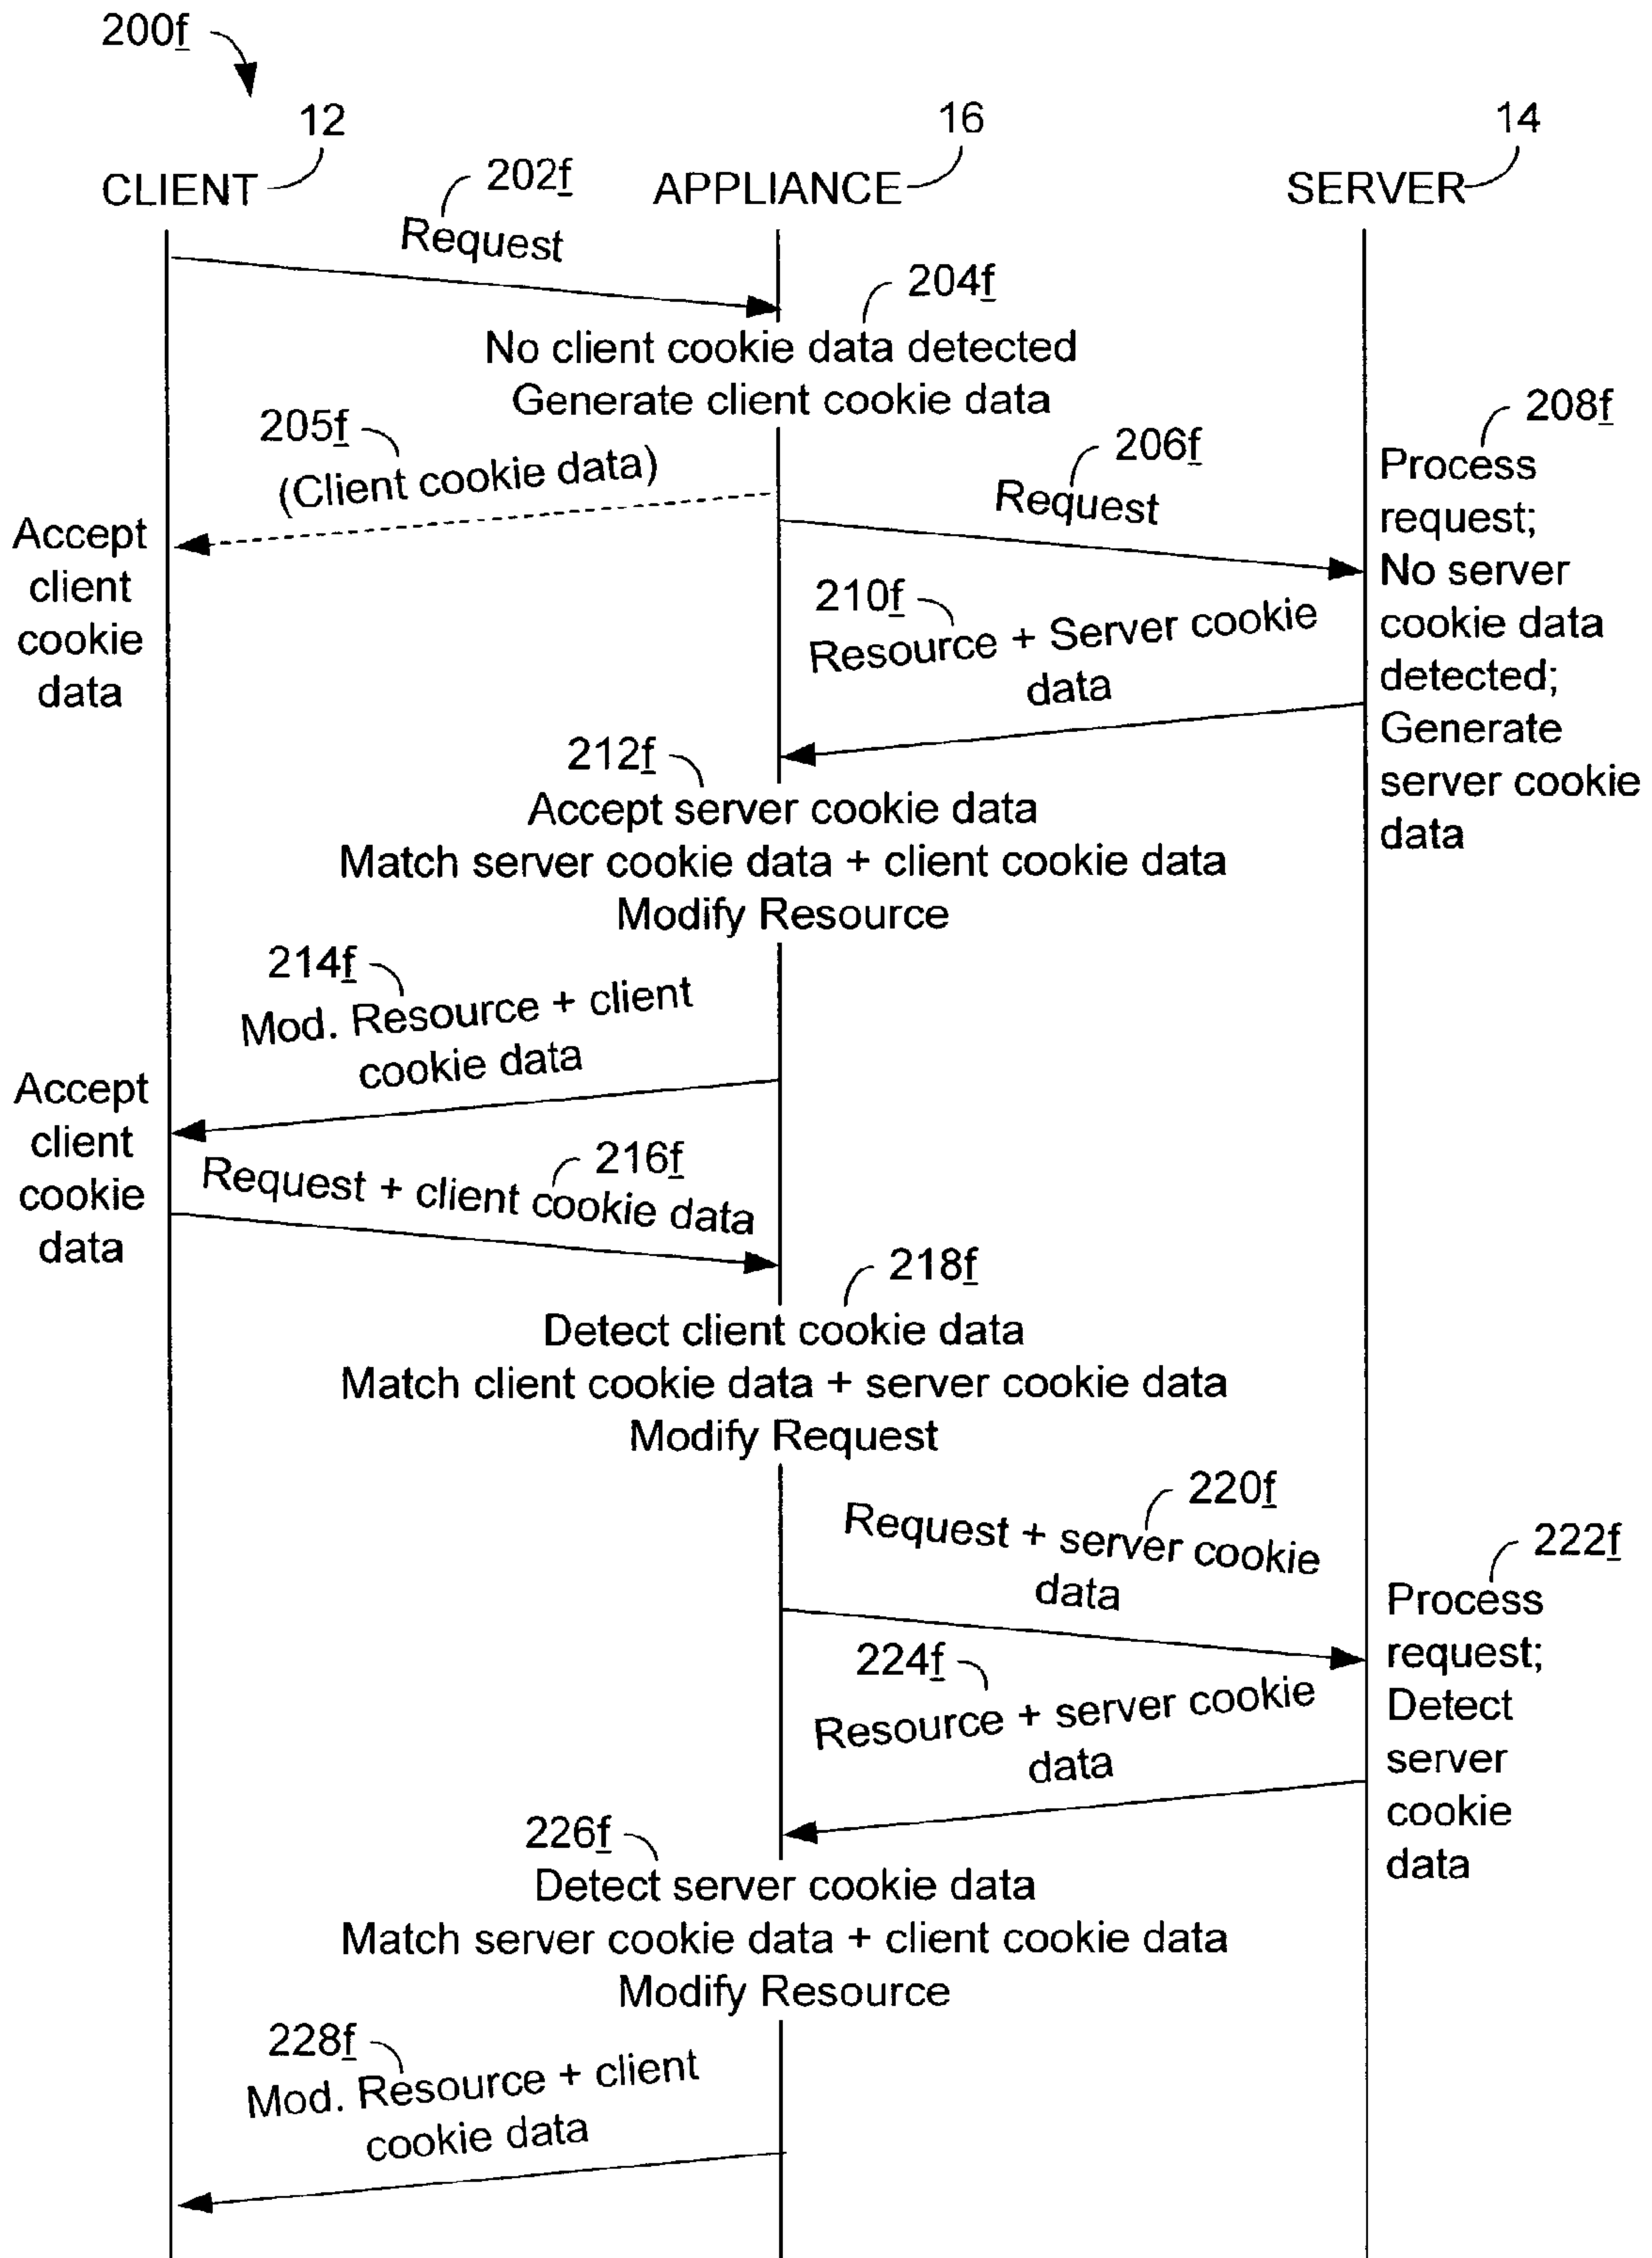 200f
12
16
14
CLIENT
202f
APPLIANCE
SERVER
Request
204f
No client cookie data detected
Generate client cookie data
205f
(Client cookie data)
206f
Request
208f
Process
request;
No server
cookie data
detected;
Generate
server cookie
data
Accept
client
cookie
data
210f
Resource + Server cookie
data
212f
Accept server cookie data
Match server cookie data + client cookie data
Modify Resource
214f
Mod. Resource + client
cookie data
Accept
client
cookie
data
216f
Request + client cookie data
218f
Detect client cookie data
Match client cookie data + server cookie data
Modify Request
220f
Request + server cookie
data
222f
Process
request;
Detect
server
cookie
data
224f
Resource + server cookie
data
226f
Detect server cookie data
Match server cookie data + client cookie data
Modify Resource
228f
Mod. Resource + client
cookie data